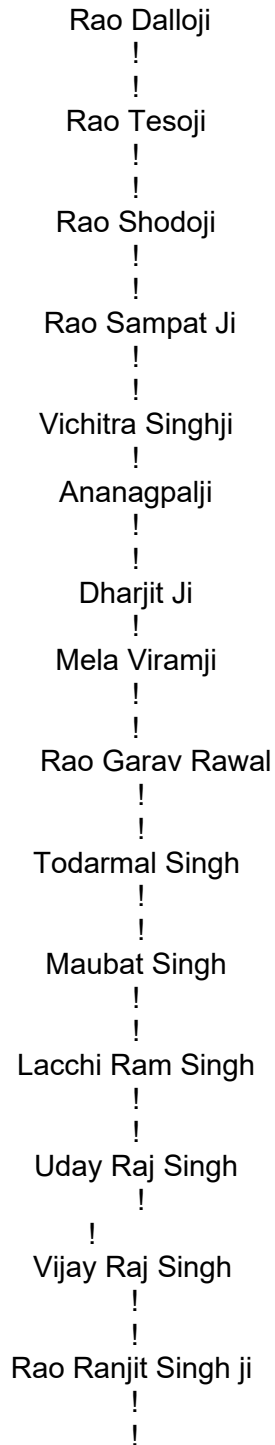 Rao Dalloji
!
!
Rao Tesoji
!
!
Rao Shodoji
!
!
Rao Sampat Ji
!
!
Vichitra Singhji
!
Ananagpalji
!
!
Dharjit Ji
!
Mela Viramji
!
!
Rao Garav Rawal
!
!
Todarmal Singh
!
!
Maubat Singh
!
!
Lacchi Ram Singh
!
!
Uday Raj Singh
!
!
Vijay Raj Singh
!
!
Rao Ranjit Singh ji
!
!